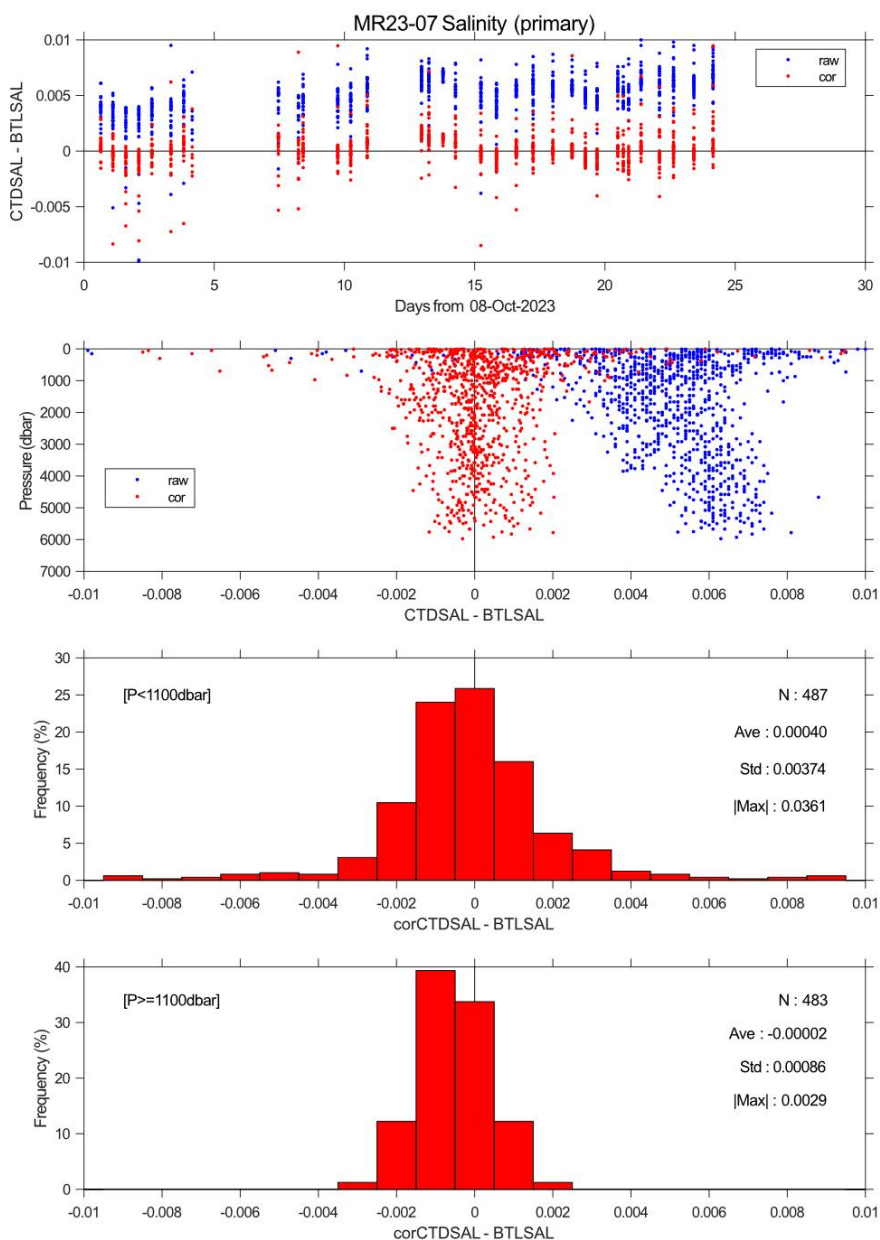 MR23-07 Salinity (primary)
0.01
0.005
0
-0.005
-0.01
CTDSAL - BTLSAL
raw
cor
0 5 10 15 20 25 30
Days from 08-Oct-2023
0
1000
2000
3000
4000
5000
6000
7000
Pressure (dbar)
raw
cor
-0.01 -0.008 -0.006 -0.004 -0.002 0 0.002 0.004 0.006 0.008 0.01
CTDSAL - BTLSAL
30
25
20
15
10
5
0
Frequency (%)
[P<1100dbar]
N : 487
Ave : 0.00040
Std : 0.00374
|Max| : 0.0361
-0.01 -0.008 -0.006 -0.004 -0.002 0 0.002 0.004 0.006 0.008 0.01
corCTDSAL - BTLSAL
40
30
20
10
0
Frequency (%)
[P>=1100dbar]
N : 483
Ave : -0.00002
Std : 0.00086
|Max| : 0.0029
-0.01 -0.008 -0.006 -0.004 -0.002 0 0.002 0.004 0.006 0.008 0.01
corCTDSAL - BTLSAL